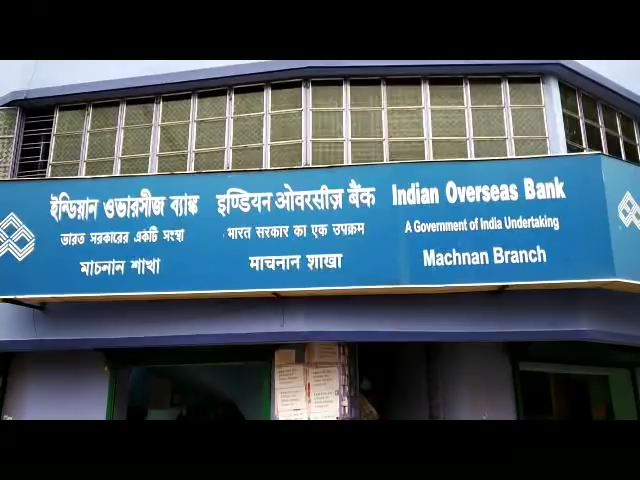 ইন্ডিয়ান ওভারসীজ ব্যাঙ্ক
ভারত সরকারের একটি সংস্থা
মাচনান শাখা
इण्डियन ओवरसीज़ बैंक
भारत सरकार का एक उपक्रम
माचनान शाखा
Indian Overseas Bank
A Government of India Undertaking
Machnan Branch